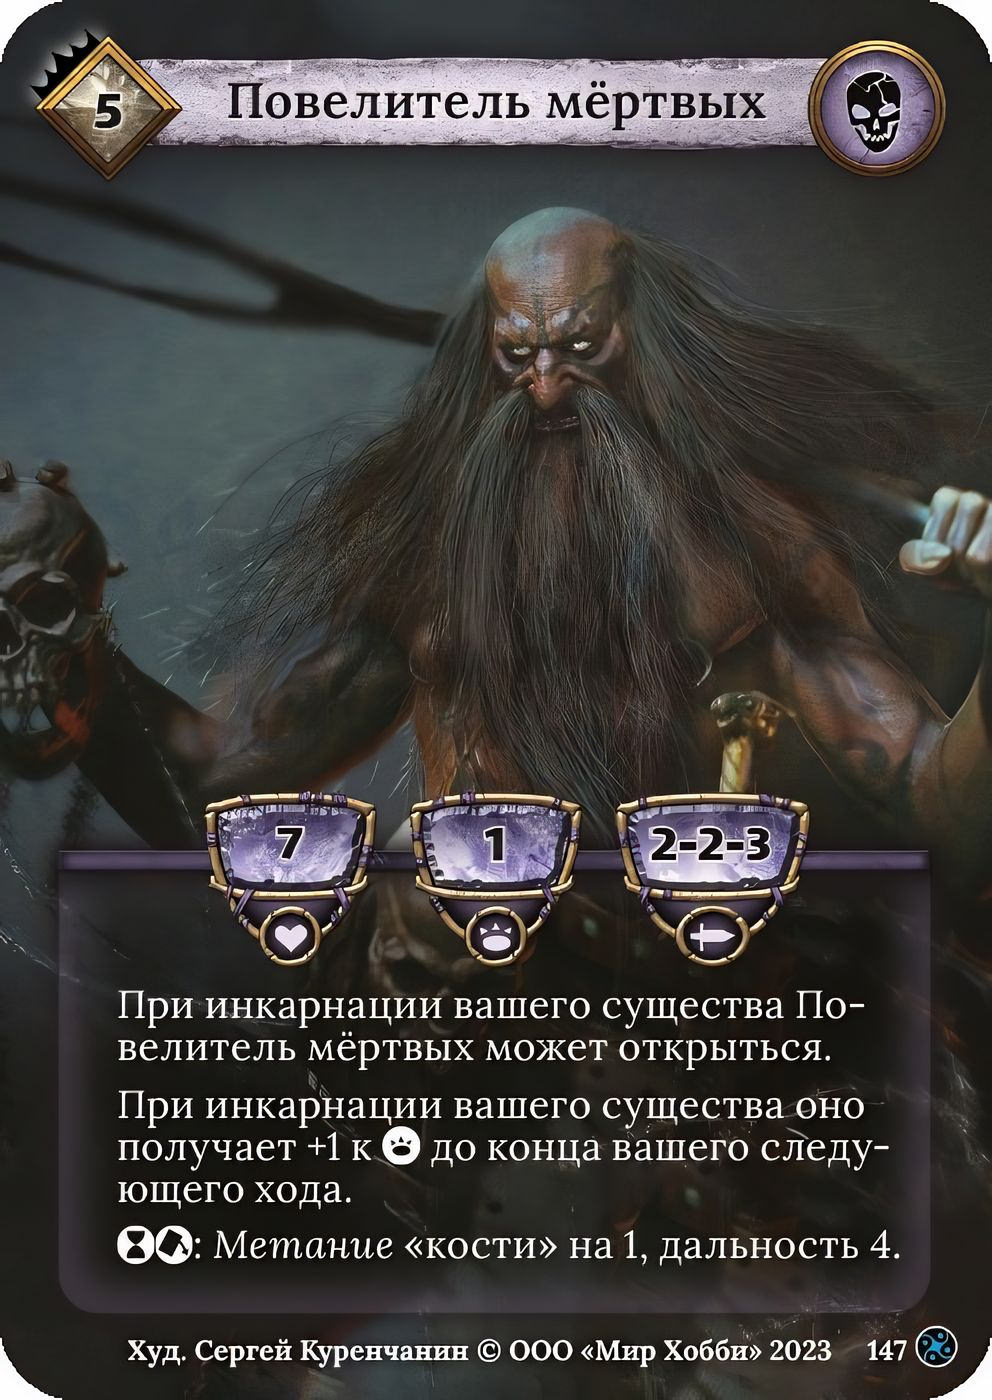 5
Повелитель мёртвых
7
1
2-2-3
При инкарнации вашего существа По-
велитель мёртвых может открыться.
При инкарнации вашего существа оно
получает +1 к до конца вашего следу-
ющего хода.
: Метание «кости» на 1, дальность 4.
Худ. Сергей Куренчанин © ООО «Мир Хобби» 2023 147